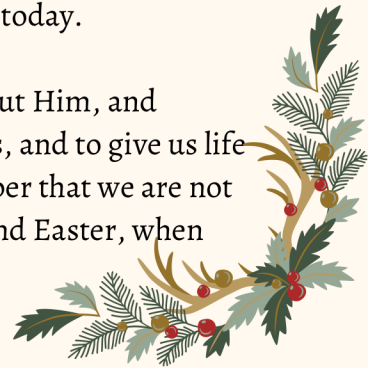 today.
ut Him, and
s, and to give us life
ber that we are not
nd Easter, when